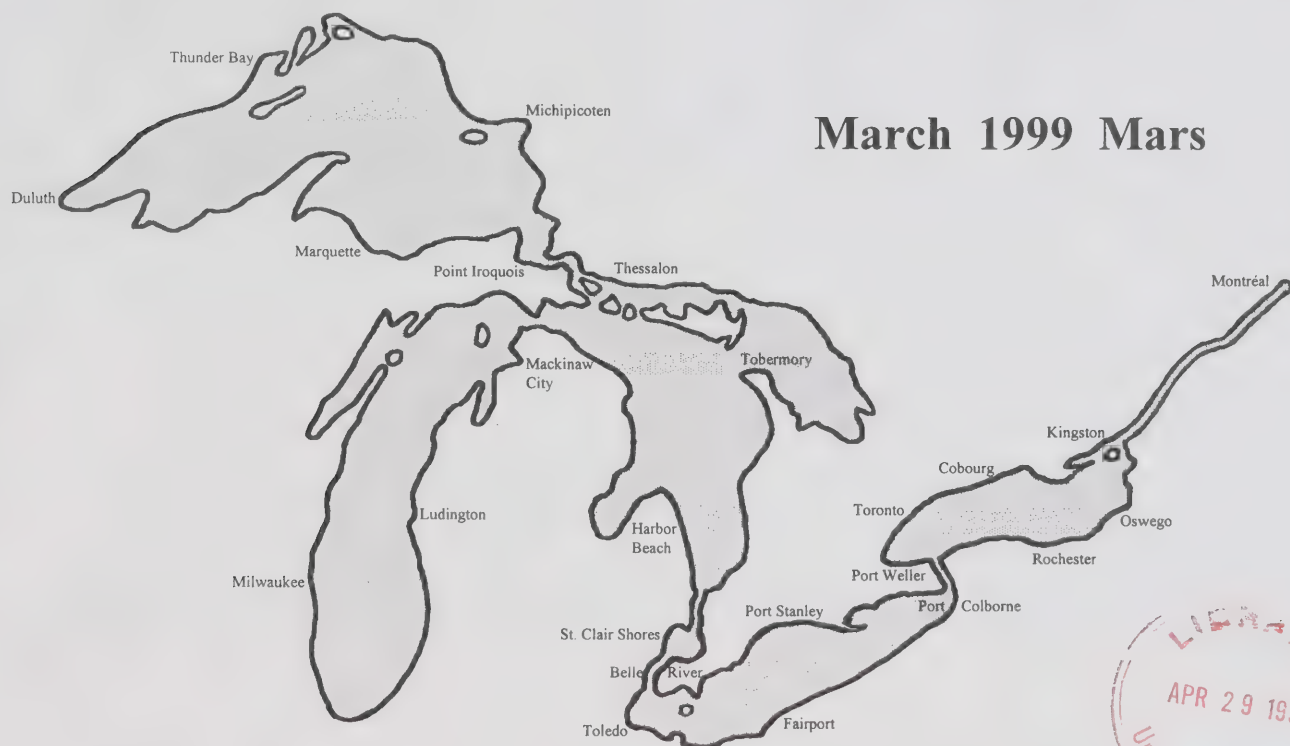 Thunder Bay
Michipicoten
March 1999 Mars
Duluth
Marquette
Point Iroquois
Thessalon
Montréal
Mackinaw
City
Tobermory
Kingston
Cobourg
Ludington
Toronto
Oswego
Harbor
Beach
Rochester
Milwaukee
Port Weller
Port Stanley
Port Colborne
St. Clair Shores
Belle River
APR 29
Toledo
Fairport